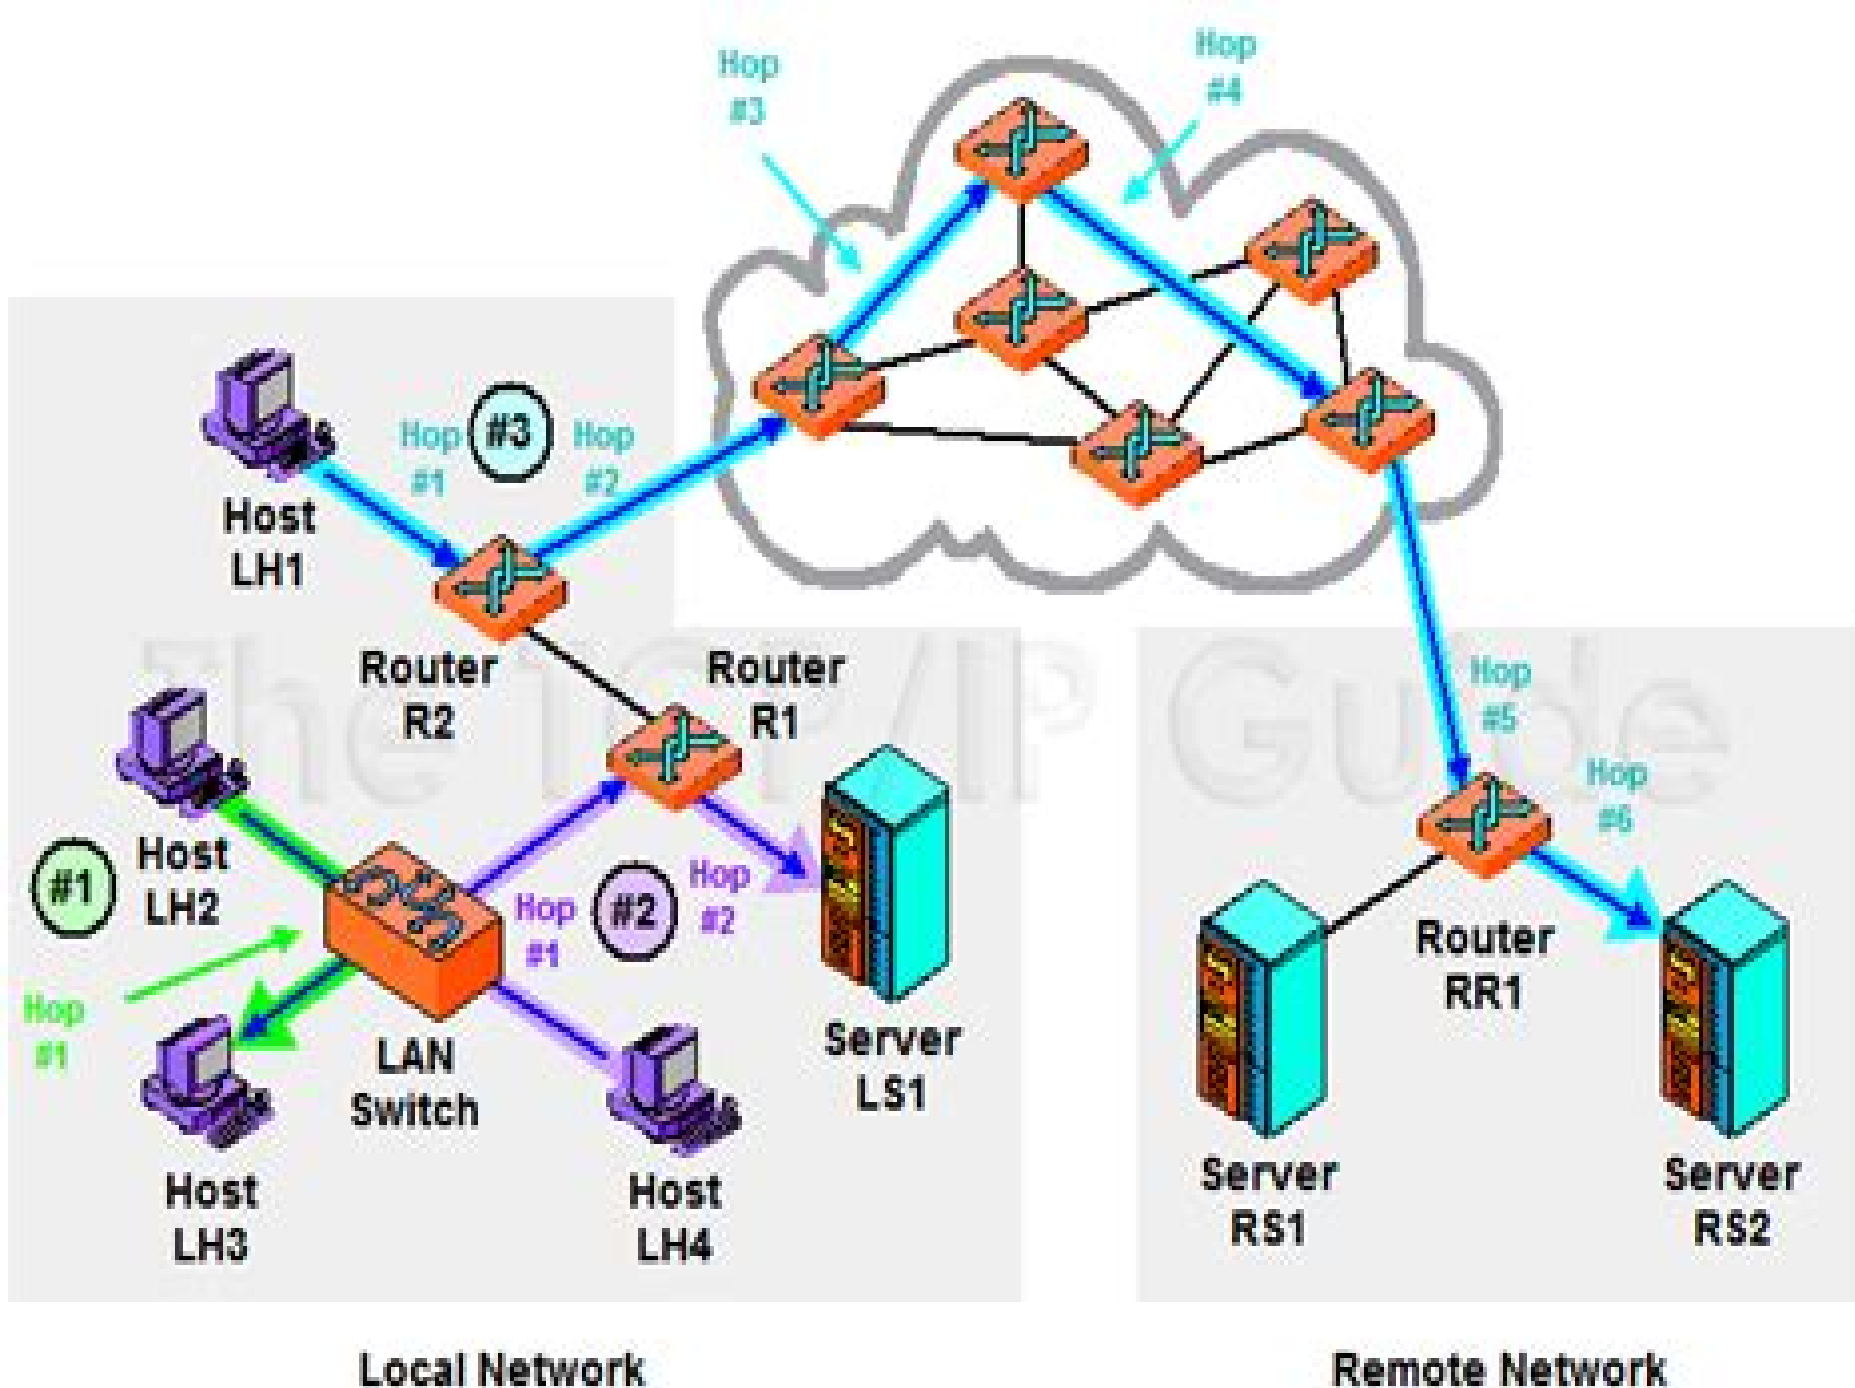 Hop
#3
Hop
#4
Hop
#1
#3
Hop
#2
Host
LH1
Router
R2
Router
R1
The TCP/IP Guide
Hop
#5
Hop
#6
Host
LH2
#1
Hop
#1
#2
Hop
#2
Hop
#1
LAN
Switch
Server
LS1
Router
RR1
Host
LH3
Host
LH4
Server
RS1
Server
RS2
Local Network
Remote Network